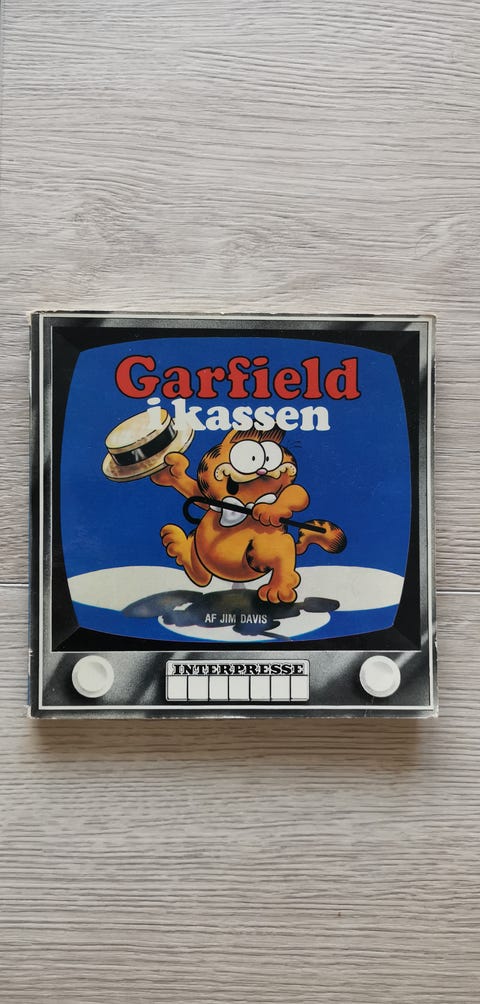 Garfield
i kassen
AF JIM DAVIS
INTERPRESSE